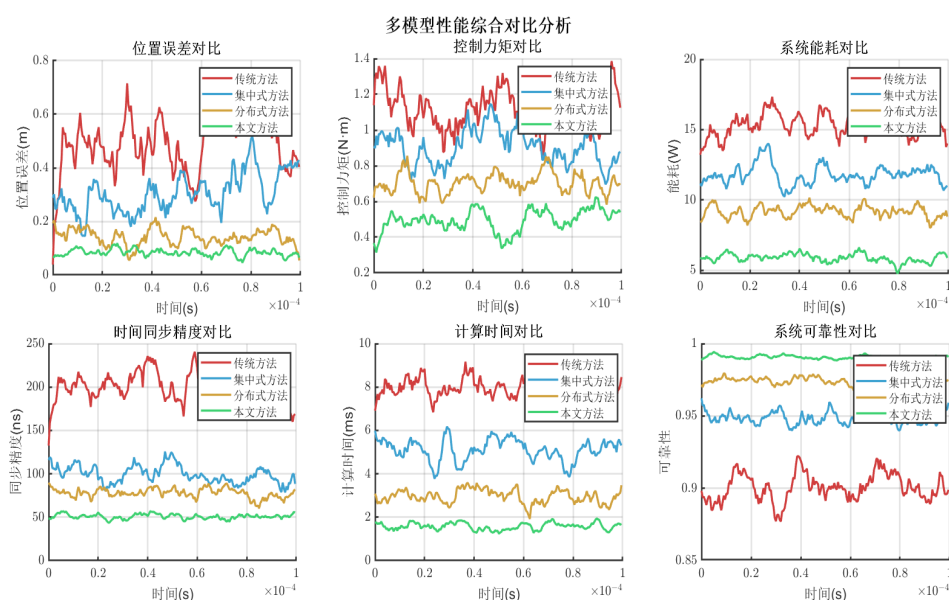 多模型性能综合对比分析
位置误差对比
位置误差(m)
0.8
0.6
0.4
0.2
0
0
0.2
0.4
0.6
0.8
1
×10⁻⁴
时间(s)
传统方法
集中式方法
分布式方法
本文方法
控制力矩对比
控制力矩(N·m)
1.4
1.2
1
0.8
0.6
0.4
0.2
0
0.2
0.4
0.6
0.8
1
×10⁻⁴
时间(s)
传统方法
集中式方法
分布式方法
本文方法
系统能耗对比
能耗(W)
20
15
10
5
0
0.2
0.4
0.6
0.8
1
×10⁻⁴
时间(s)
传统方法
集中式方法
分布式方法
本文方法
时间同步精度对比
同步精度(ns)
250
200
150
100
50
0
0
0.2
0.4
0.6
0.8
1
×10⁻⁴
时间(s)
传统方法
集中式方法
分布式方法
本文方法
计算时间对比
计算时间(ms)
10
8
6
4
2
0
0
0.2
0.4
0.6
0.8
1
×10⁻⁴
时间(s)
传统方法
集中式方法
分布式方法
本文方法
系统可靠性对比
可靠性
1
0.95
0.9
0.85
0
0.2
0.4
0.6
0.8
1
×10⁻⁴
时间(s)
传统方法
集中式方法
分布式方法
本文方法